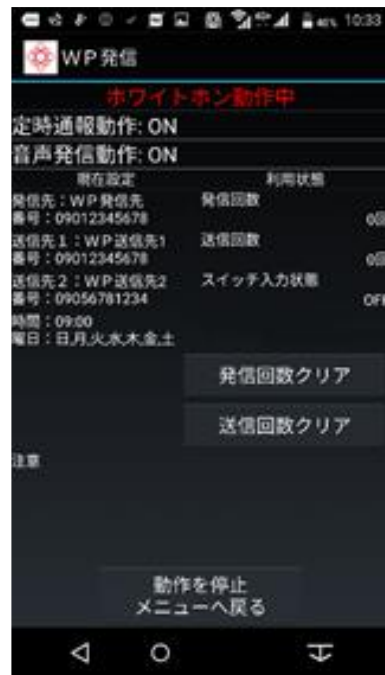 10:33
WP発信
ホワイトホン動作中
定時通報動作: ON
音声発信動作: ON
現在設定
利用状態
発信先：WP発信先
番号：09012345678
発信回数
0回
送信先1：WP送信先1
番号：09012345678
送信回数
0回
送信先2：WP送信先2
番号：09056781234
スイッチ入力状態
OFF
時間：09:00
曜日：日,月,火,水,木,金,土
発信回数クリア
送信回数クリア
注意
動作を停止
メニューへ戻る